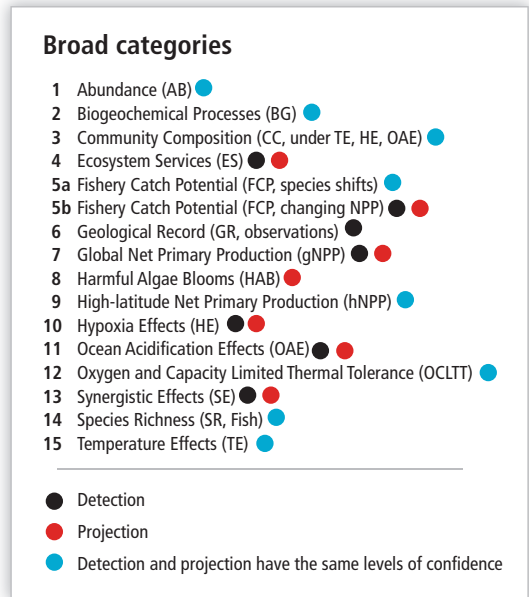 Broad categories
1 Abundance (AB)
2 Biogeochemical Processes (BG)
3 Community Composition (CC, under TE, HE, OAE)
4 Ecosystem Services (ES)
5a Fishery Catch Potential (FCP, species shifts)
5b Fishery Catch Potential (FCP, changing NPP)
6 Geological Record (GR, observations)
7 Global Net Primary Production (gNPP)
8 Harmful Algae Blooms (HAB)
9 High-latitude Net Primary Production (hNPP)
10 Hypoxia Effects (HE)
11 Ocean Acidification Effects (OAE)
12 Oxygen and Capacity Limited Thermal Tolerance (OCLTT)
13 Synergistic Effects (SE)
14 Species Richness (SR, Fish)
15 Temperature Effects (TE)
Detection
Projection
Detection and projection have the same levels of confidence